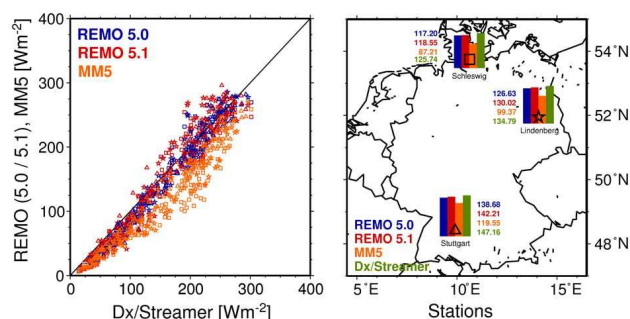 REMO (5.0 / 5.1), MM5 [Wm-2]
400
300
200
100
0
REMO 5.0
REMO 5.1
MM5
0 100 200 300 400
Dx/Streamer [Wm-2]
117.20
118.55
87.21
125.74
Schleswig
126.63
130.02
99.37
134.79
Lindenberg
138.68
142.21
119.55
147.16
Stuttgart
REMO 5.0
REMO 5.1
MM5
Dx/Streamer
54°N
52°N
50°N
48°N
5°E 10°E 15°E
Stations